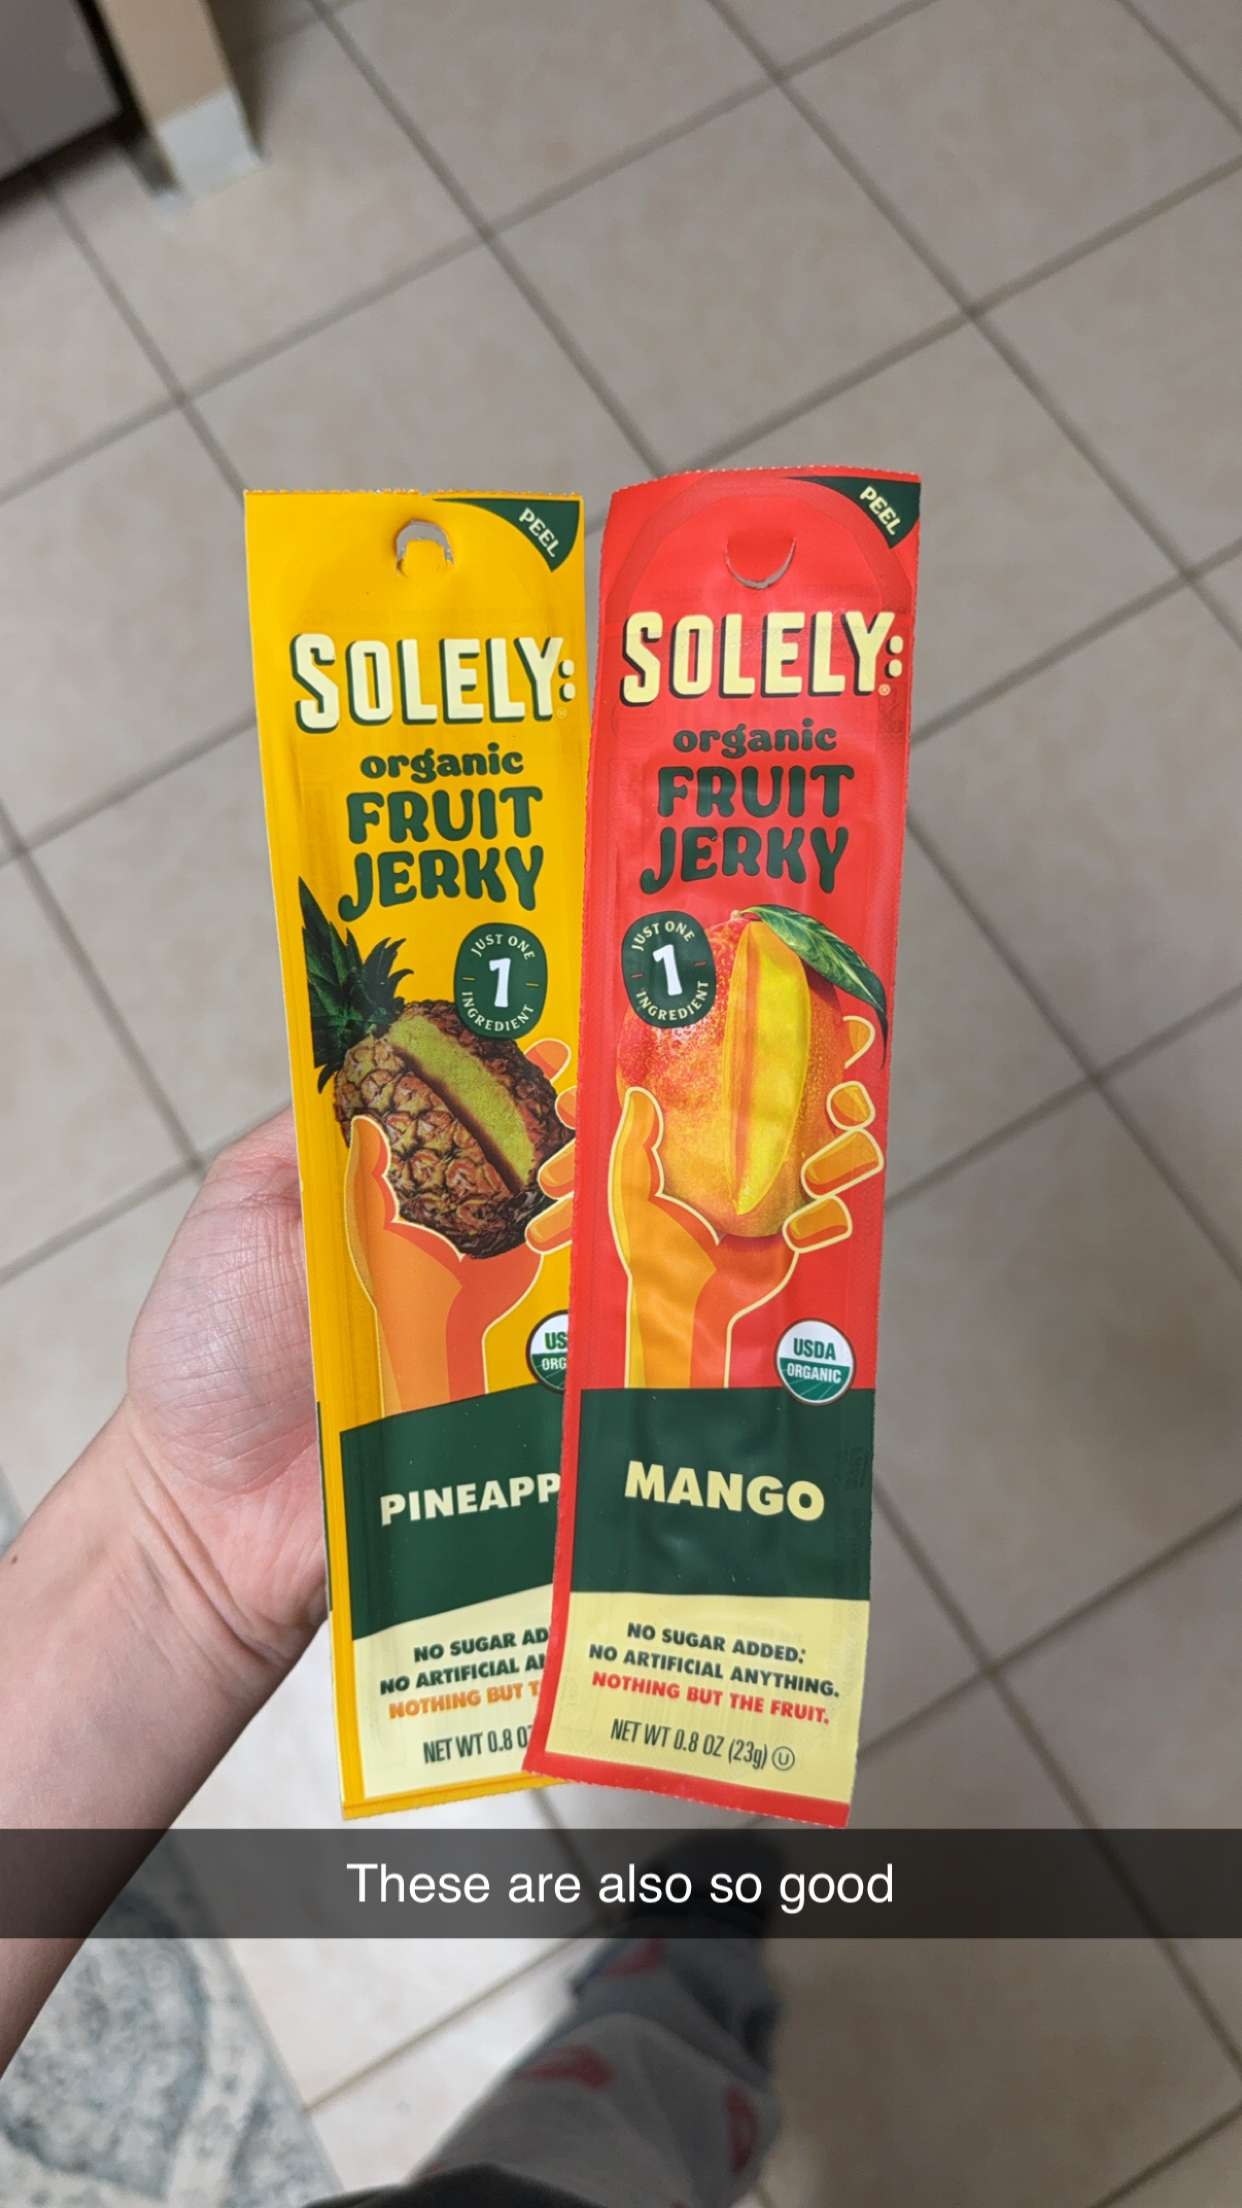 PEEL
SOLELY:
organic
FRUIT
JERKY
JUST ONE
1
INGREDIENT
US
ORG
PINEAPP
NO SUGAR AD
NO ARTIFICIAL A
NOTHING BUT T
NET WT 0.8 O
PEEL
SOLELY:
organic
FRUIT
JERKY
JUST ONE
1
INGREDIENT
USDA
ORGANIC
MANGO
NO SUGAR ADDED:
NO ARTIFICIAL ANYTHING.
NOTHING BUT THE FRUIT.
NET WT 0.8 OZ (23g) U
These are also so good